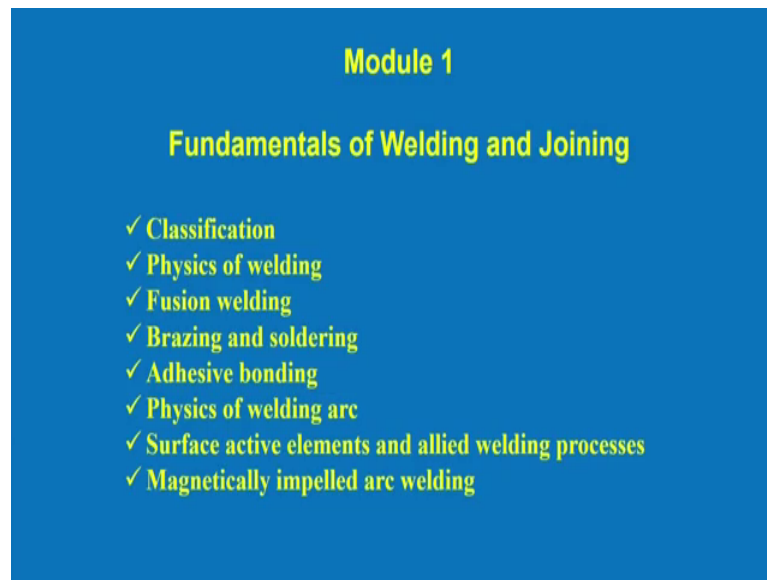 Module 1
Fundamentals of Welding and Joining
✓ Classification
✓ Physics of welding
✓ Fusion welding
✓ Brazing and soldering
✓ Adhesive bonding
✓ Physics of welding arc
✓ Surface active elements and allied welding processes
✓ Magnetically impelled arc welding